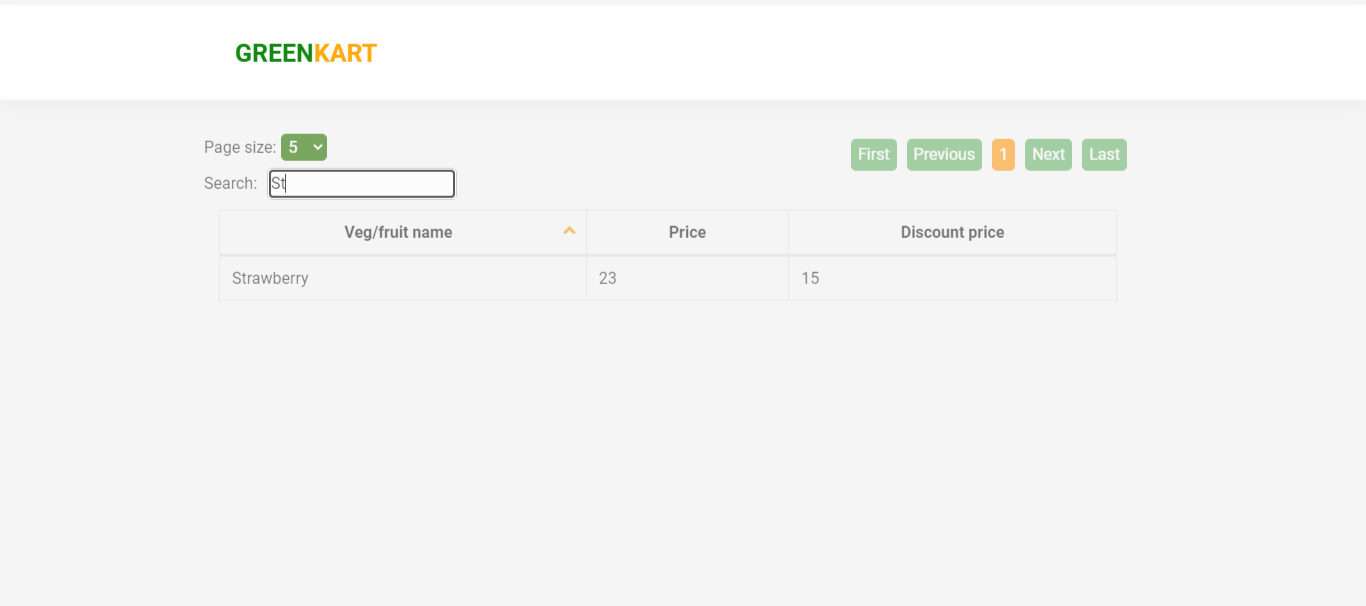 GREENKART
Page size: 5
First Previous 1 Next Last
Search: St
Veg/fruit name Price Discount price
Strawberry 23 15